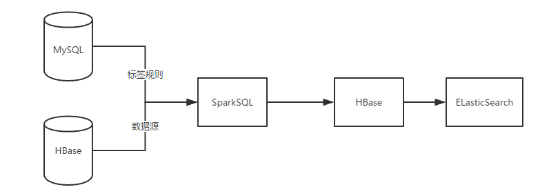 MySQL
标签规则
SparkSQL
HBase
ELasticSearch
数据源
HBase